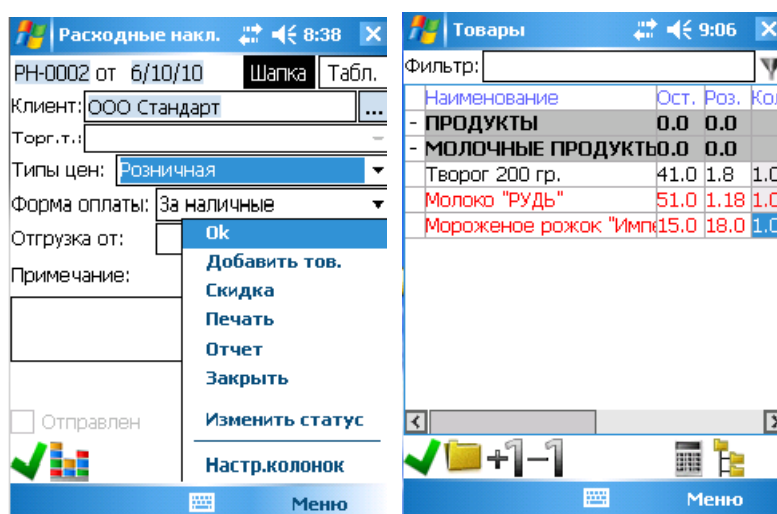 Расходные накл. 8:38
РН-0002 от 6/10/10 Шапка Табл.
Клиент: ООО Стандарт ...
Торг.т.:
Типы цен: Розничная
Форма оплаты: За наличные
Отгрузка от:
Примечание:
Ok
Добавить тов.
Скидка
Печать
Отчет
Закрыть
Изменить статус
Настр.колонок
Отправлен
Меню
Товары 9:06
Фильтр:
Наименование Ост. Роз. Кол
- ПРОДУКТЫ 0.0 0.0
- МОЛОЧНЫЕ ПРОДУКТЬ 0.0 0.0
Творог 200 гр. 41.0 1.8 1.0
Молоко "РУДЬ" 51.0 1.18 1.0
Мороженое рожок "Импе 15.0 18.0 1.0
+1 -1
Меню